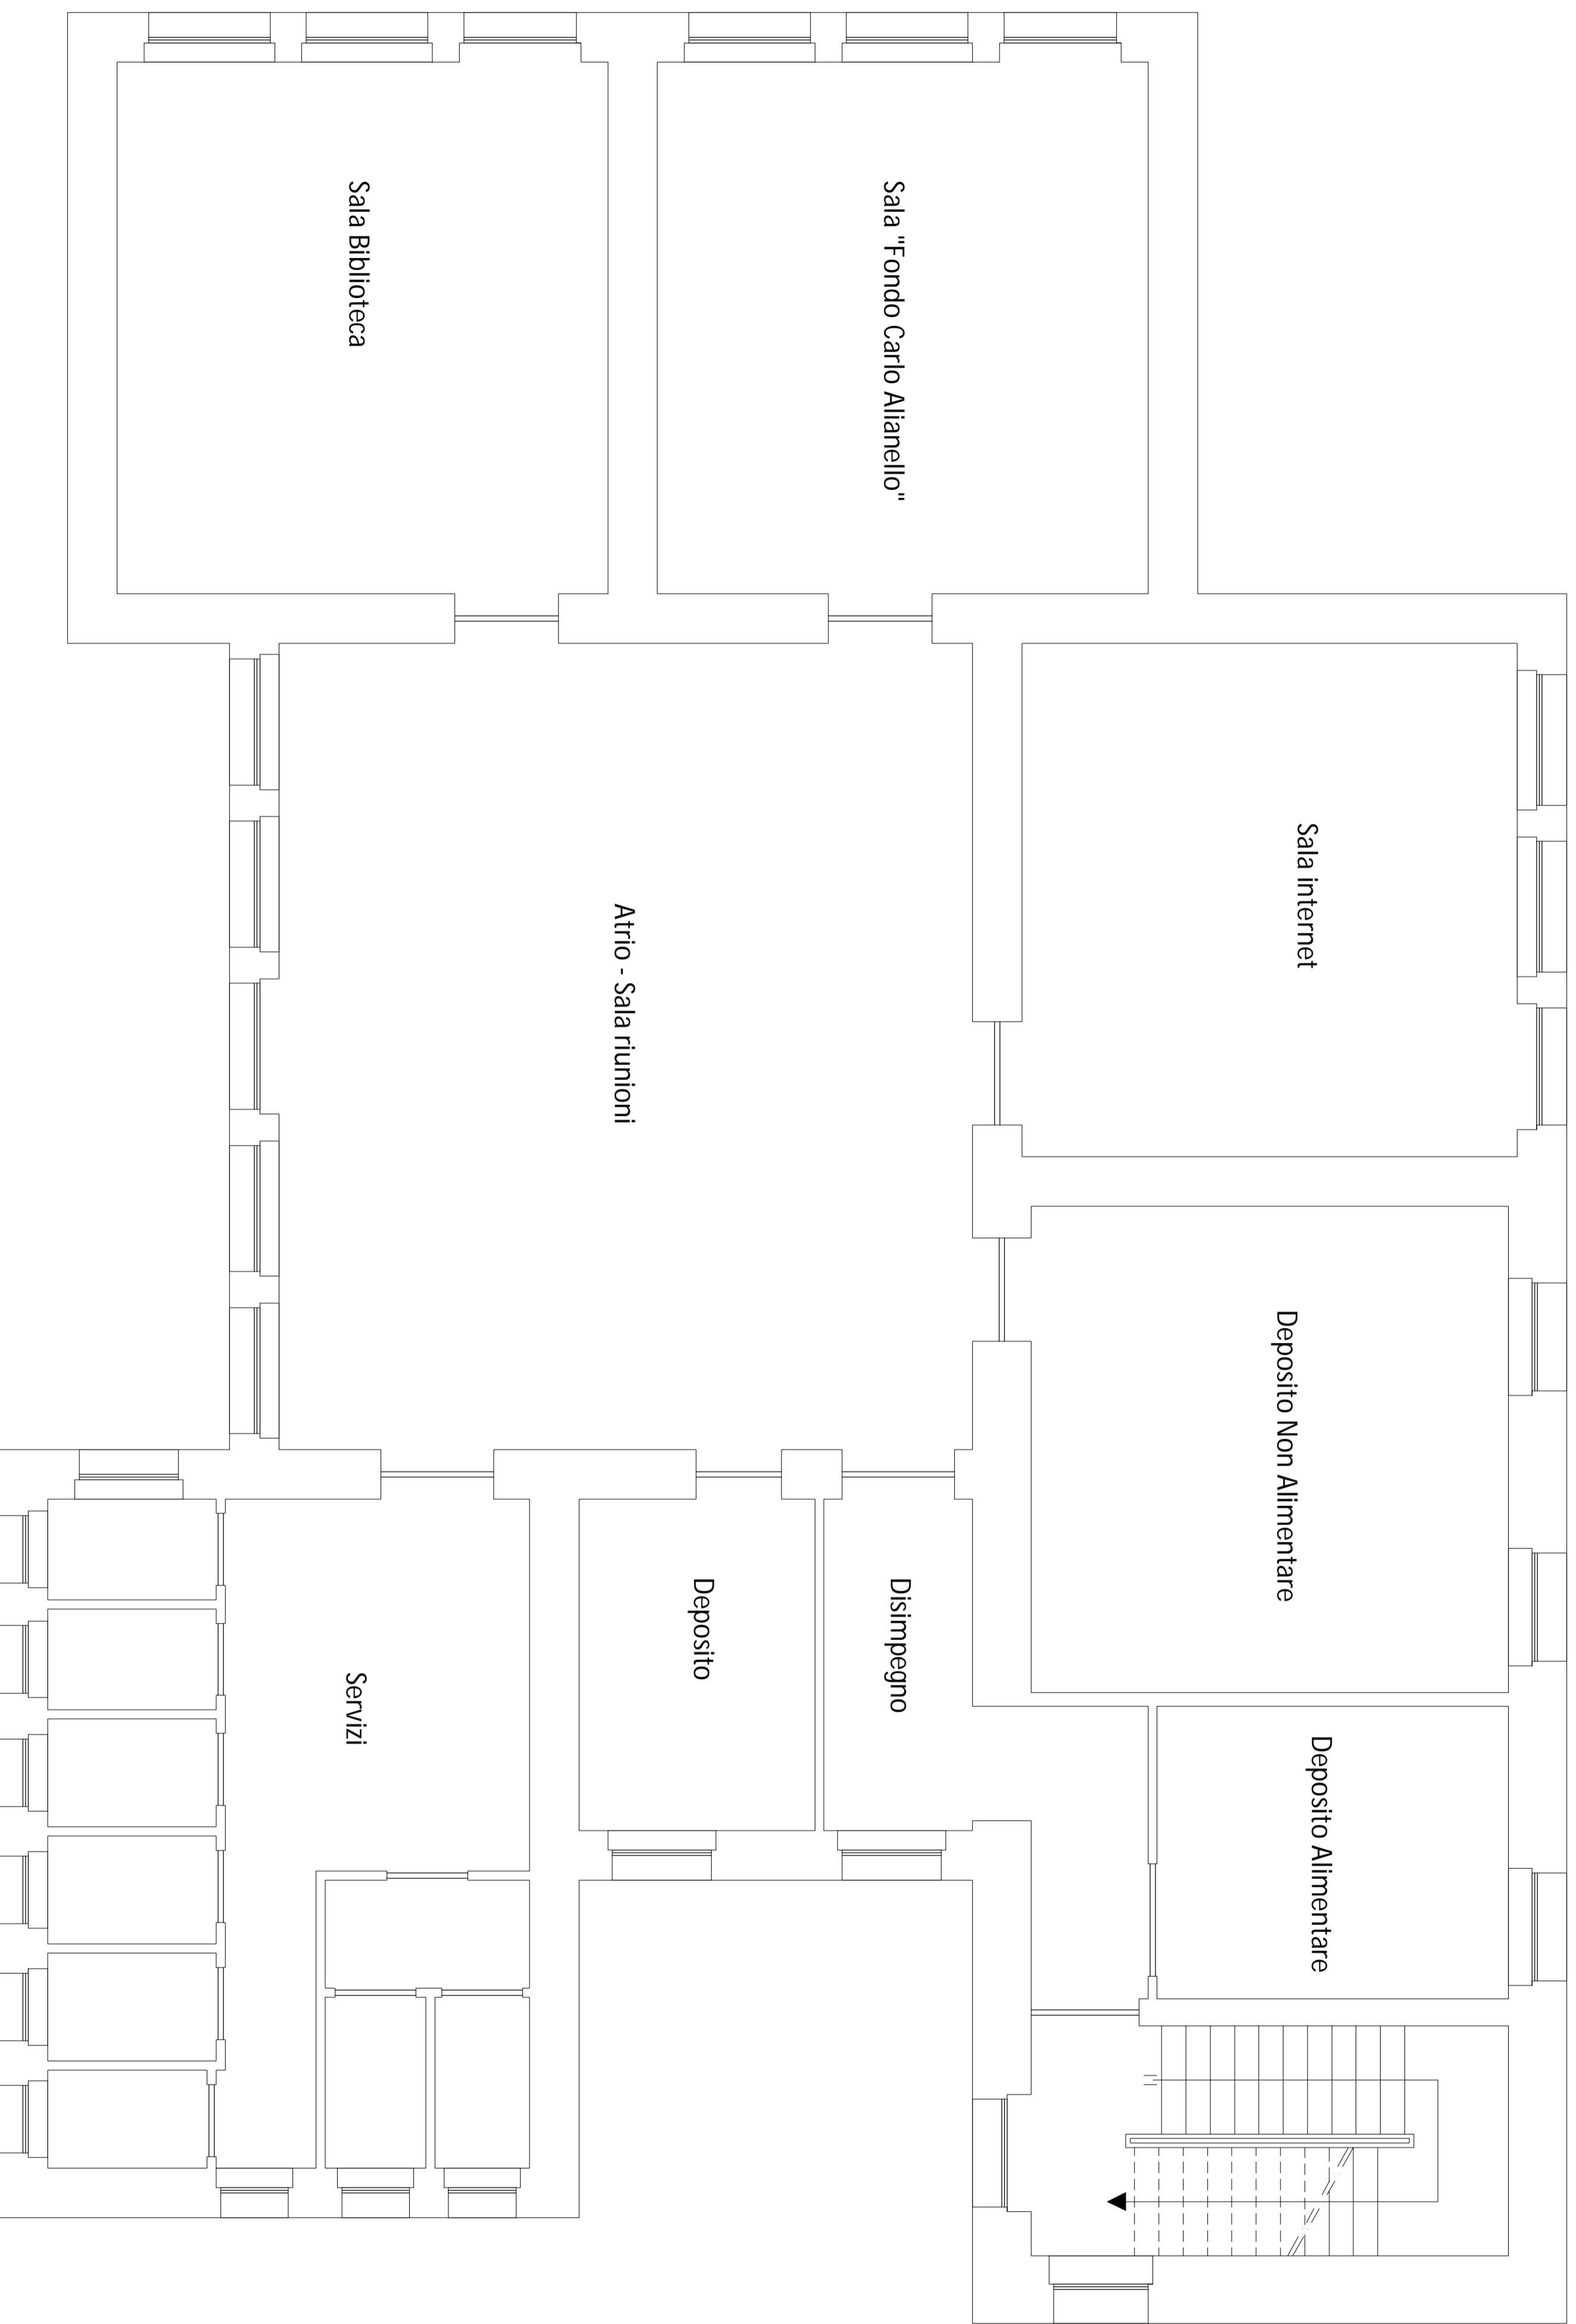 Sala Biblioteca
Sala "Fondo Carlo Alianello"
Sala internet
Atrio - Sala riunioni
Deposito Non Alimentare
Servizi
Deposito
Disimpegno
Deposito Alimentare